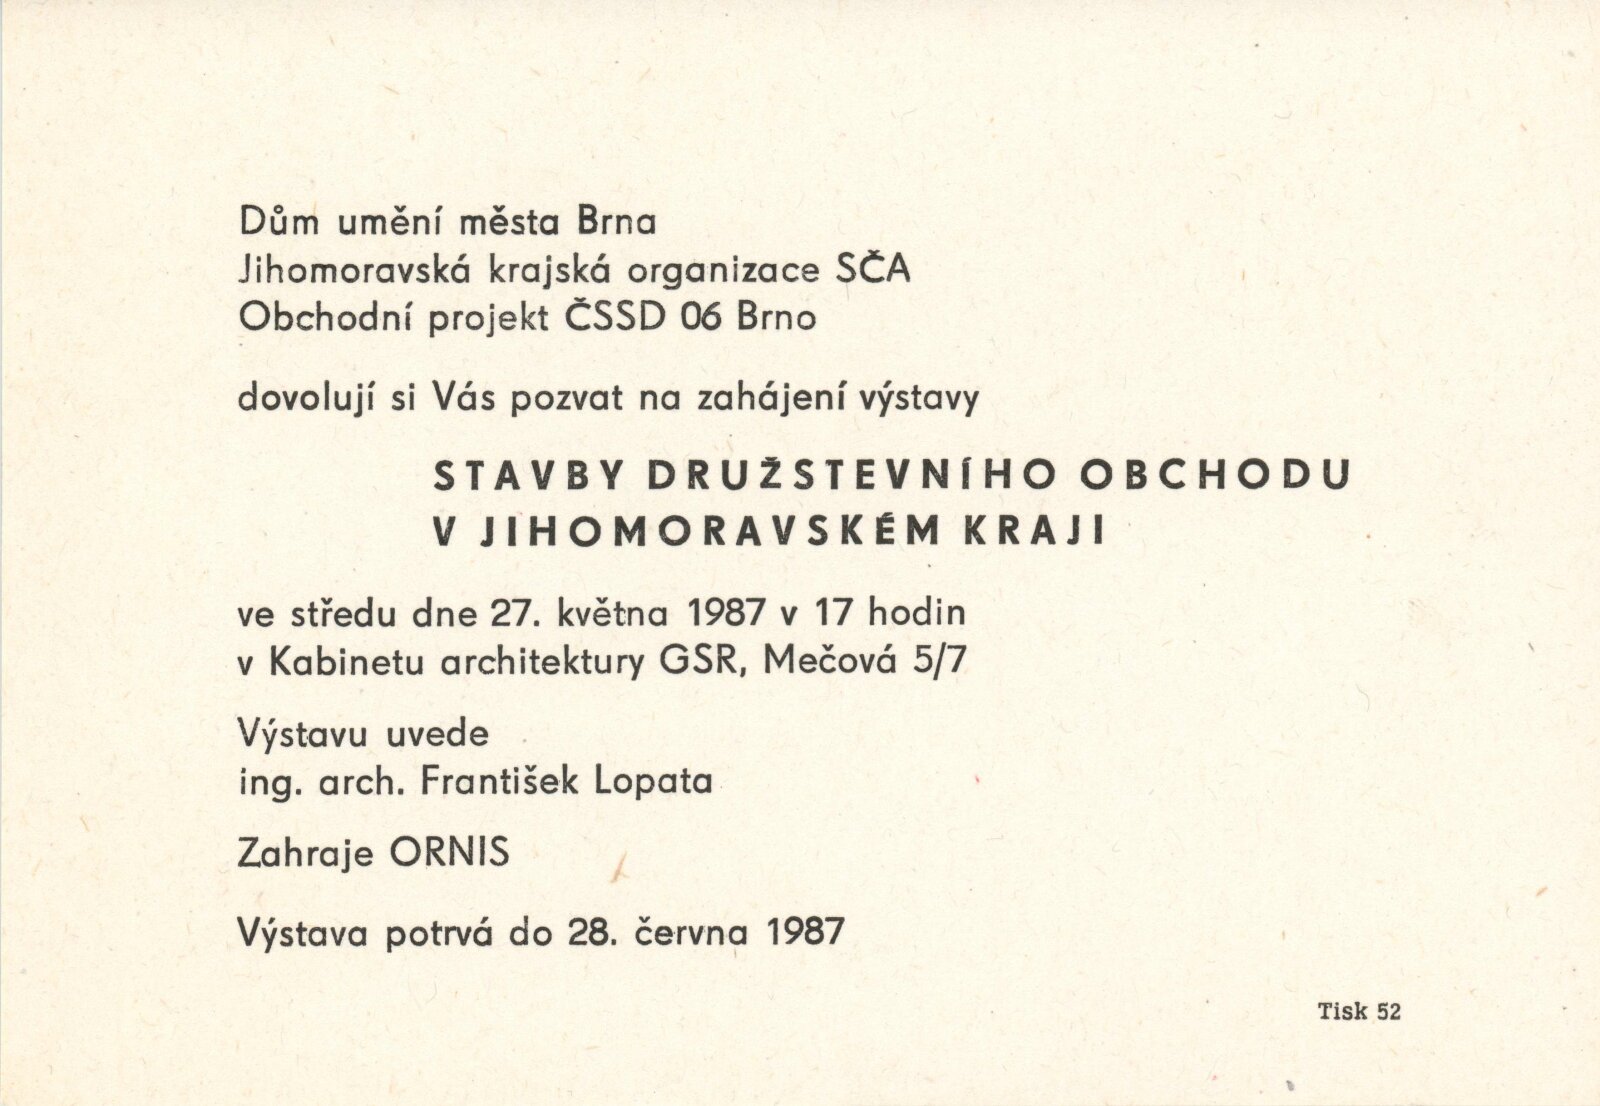 Dům umění města Brna
Jihomoravská krajská organizace SČA
Obchodní projekt ČSSD 06 Brno
dovolují si Vás pozvat na zahájení výstavy
STAVBY DRUŽSTEVNÍHO OBCHODU
V JIHOMORAVSKÉM KRAJI
ve středu dne 27. května 1987 v 17 hodin
v Kabinetu architektury GSR, Mečová 5/7
Výstavu uvede
ing. arch. František Lopata
Zahraje ORNIS
Výstava potrvá do 28. června 1987
Tisk 52